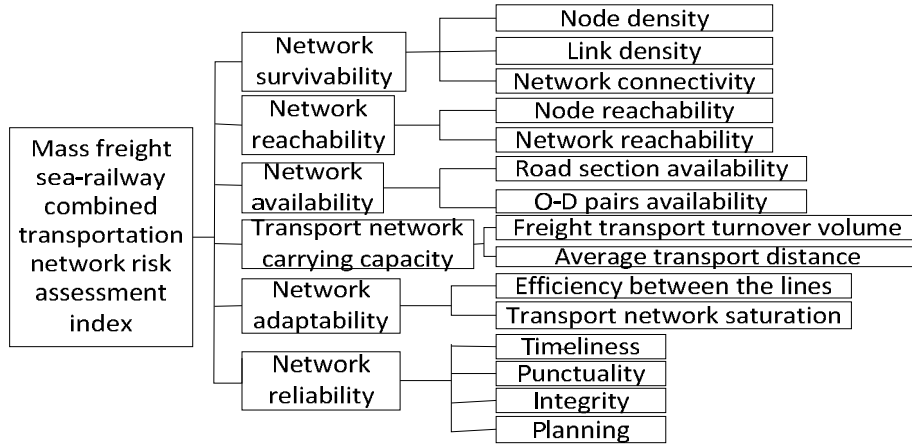 Mass freight
sea-railway
combined
transportation
network risk
assessment
index
Network
survivability
Node density
Link density
Network connectivity
Network
reachability
Node reachability
Network reachability
Network
availability
Road section availability
O-D pairs availability
Transport network
carrying capacity
Freight transport turnover volume
Average transport distance
Network
adaptability
Efficiency between the lines
Transport network saturation
Network
reliability
Timeliness
Punctuality
Integrity
Planning